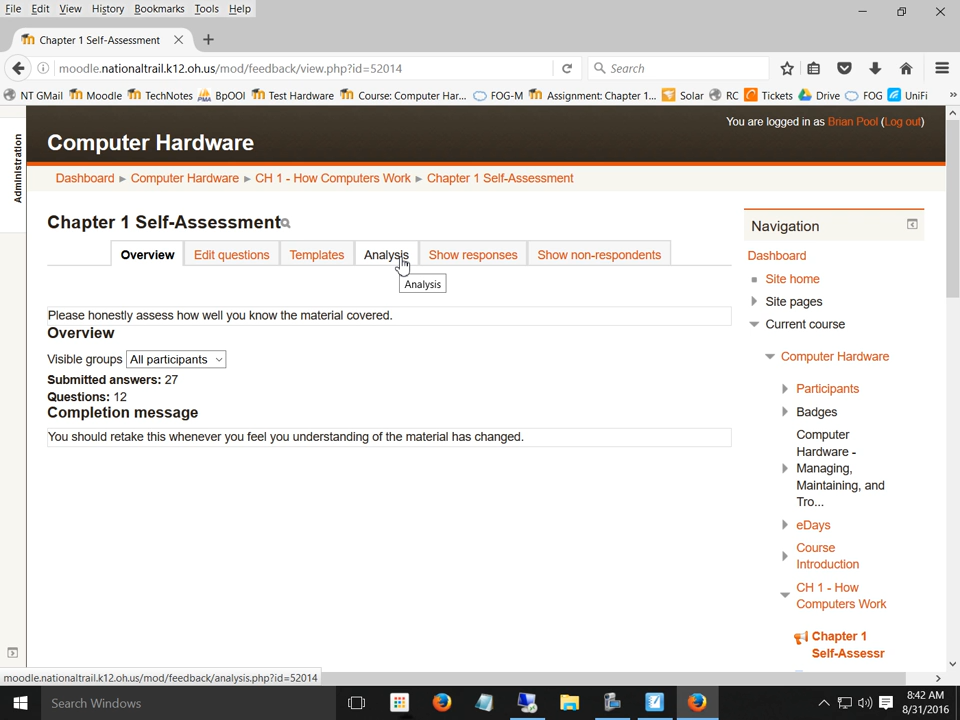 File Edit View History Bookmarks Tools Help
Chapter 1 Self-Assessment
moodle.nationaltrail.k12.oh.us/mod/feedback/view.php?id=52014
Search
NT GMail Moodle TechNotes BpOOl Test Hardware Course: Computer Har... FOG-M Assignment: Chapter 1... Solar RC Tickets Drive FOG UniFi »
Administration
You are logged in as Brian Pool (Log out)
Computer Hardware
Dashboard ► Computer Hardware ► CH 1 - How Computers Work ► Chapter 1 Self-Assessment
Chapter 1 Self-Assessment
Overview Edit questions Templates Analysis Show responses Show non-respondents
Analysis
Please honestly assess how well you know the material covered.
Overview
Visible groups All participants
Submitted answers: 27
Questions: 12
Completion message
You should retake this whenever you feel you understanding of the material has changed.
Navigation
Dashboard
Site home
Site pages
Current course
Computer Hardware
Participants
Badges
Computer
Hardware -
Managing,
Maintaining, and
Tro...
eDays
Course
Introduction
CH 1 - How
Computers Work
Chapter 1
Self-Assessr
moodle.nationaltrail.k12.oh.us/mod/feedback/analysis.php?id=52014
Search Windows
8:42 AM
8/31/2016